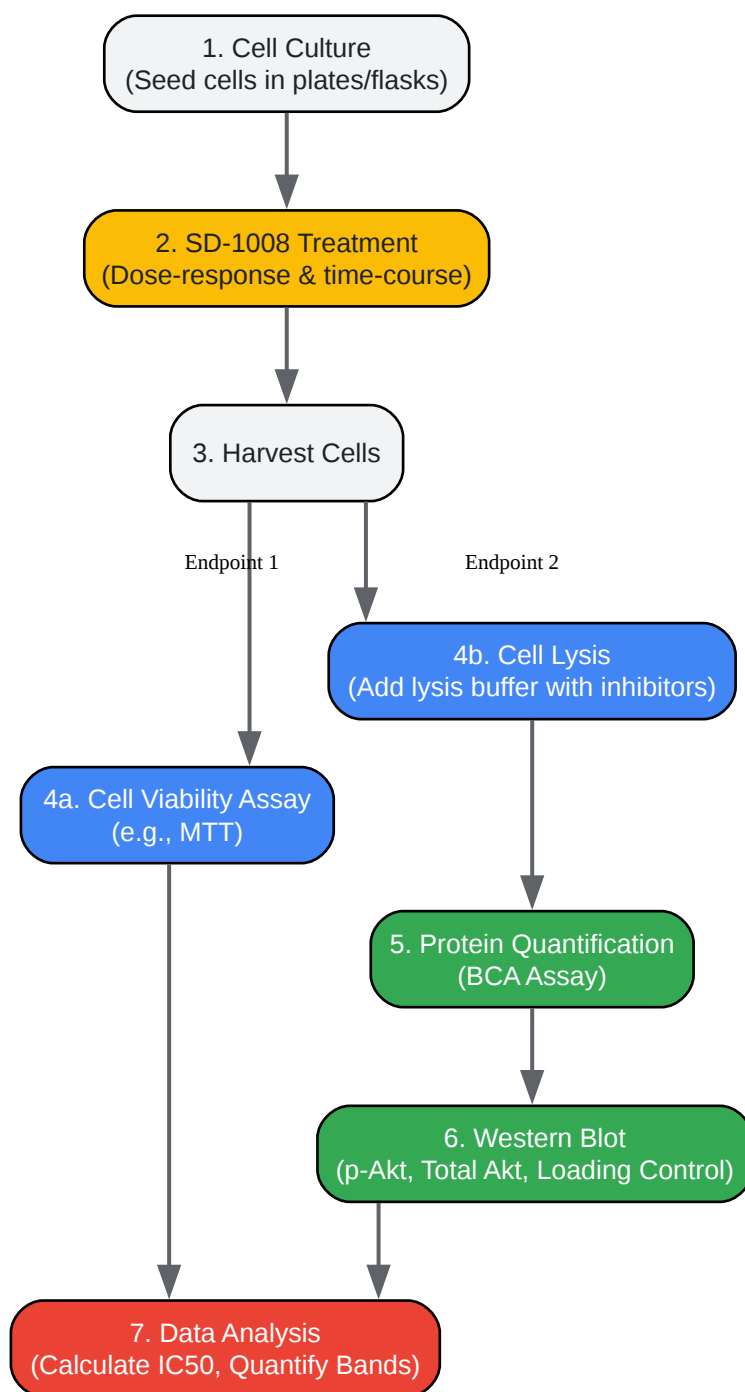 1. Cell Culture
(Seed cells in plates/flasks)
2. SD-1008 Treatment
(Dose-response & time-course)
3. Harvest Cells
Endpoint 1
Endpoint 2
4b. Cell Lysis
(Add lysis buffer with inhibitors)
4a. Cell Viability Assay
(e.g., MTT)
5. Protein Quantification
(BCA Assay)
6. Western Blot
(p-Akt, Total Akt, Loading Control)
7. Data Analysis
(Calculate IC50, Quantify Bands)